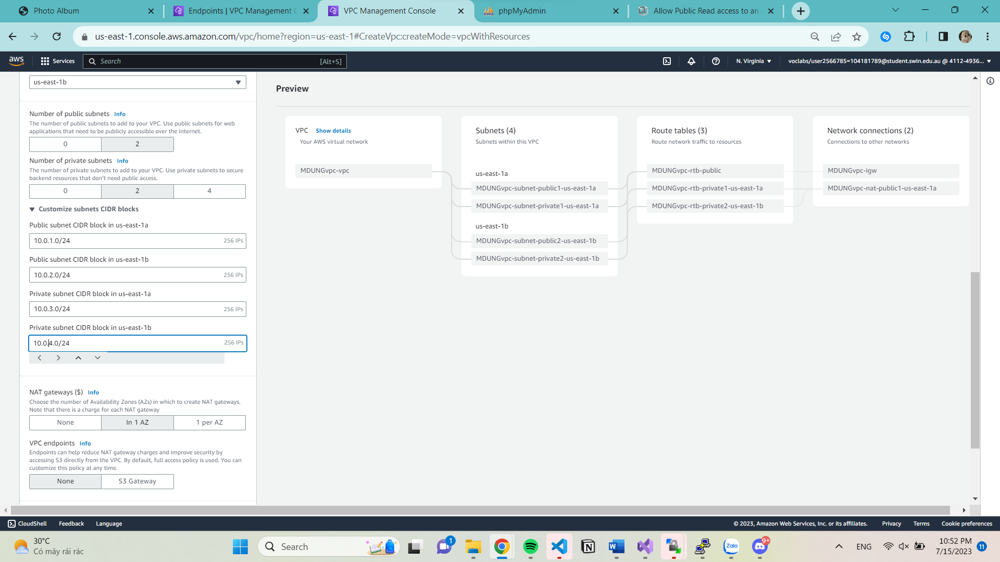 Photo Album
Endpoints | VPC Management C
VPC Management Console
phpMyAdmin
Allow Public Read access to an A
us-east-1.console.aws.amazon.com/vpc/home?region=us-east-1#CreateVpc:createMode=vpcWithResources
aws
Services
Search
[Alt+S]
N. Virginia
voclabs/user2566785=104181789@student.swin.edu.au @ 4112-4936...
us-east-1b
Number of public subnets Info
The number of public subnets to add to your VPC. Use public subnets for web
applications that need to be publicly accessible over the internet.
0
2
Number of private subnets Info
The number of private subnets to add to your VPC. Use private subnets to secure
backend resources that don't need public access.
0
2
4
Customize subnets CIDR blocks
Public subnet CIDR block in us-east-1a
10.0.1.0/24
256 IPs
Public subnet CIDR block in us-east-1b
10.0.2.0/24
256 IPs
Private subnet CIDR block in us-east-1a
10.0.3.0/24
256 IPs
Private subnet CIDR block in us-east-1b
10.0.4.0/24
256 IPs
NAT gateways ($) Info
Choose the number of Availability Zones (AZs) in which to create NAT gateways.
Note that there is a charge for each NAT gateway
None
In 1 AZ
1 per AZ
VPC endpoints Info
Endpoints can help reduce NAT gateway charges and improve security by
accessing S3 directly from the VPC. By default, full access policy is used. You can
customize this policy at any time.
None
S3 Gateway
Preview
VPC Show details
Your AWS virtual network
MDUNGvpc-vpc
Subnets (4)
Subnets within this VPC
us-east-1a
MDUNGvpc-subnet-public1-us-east-1a
MDUNGvpc-subnet-private1-us-east-1a
us-east-1b
MDUNGvpc-subnet-public2-us-east-1b
MDUNGvpc-subnet-private2-us-east-1b
Route tables (3)
Route network traffic to resources
MDUNGvpc-rtb-public
MDUNGvpc-rtb-private1-us-east-1a
MDUNGvpc-rtb-private2-us-east-1b
Network connections (2)
Connections to other networks
MDUNGvpc-igw
MDUNGvpc-nat-public1-us-east-1a
CloudShell
Feedback
Language
© 2023, Amazon Web Services, Inc. or its affiliates.
Privacy
Terms
Cookie preferences
30°C
Có mây rải rác
Search
1
Zalo
9+
ENG
10:52 PM
7/15/2023
11